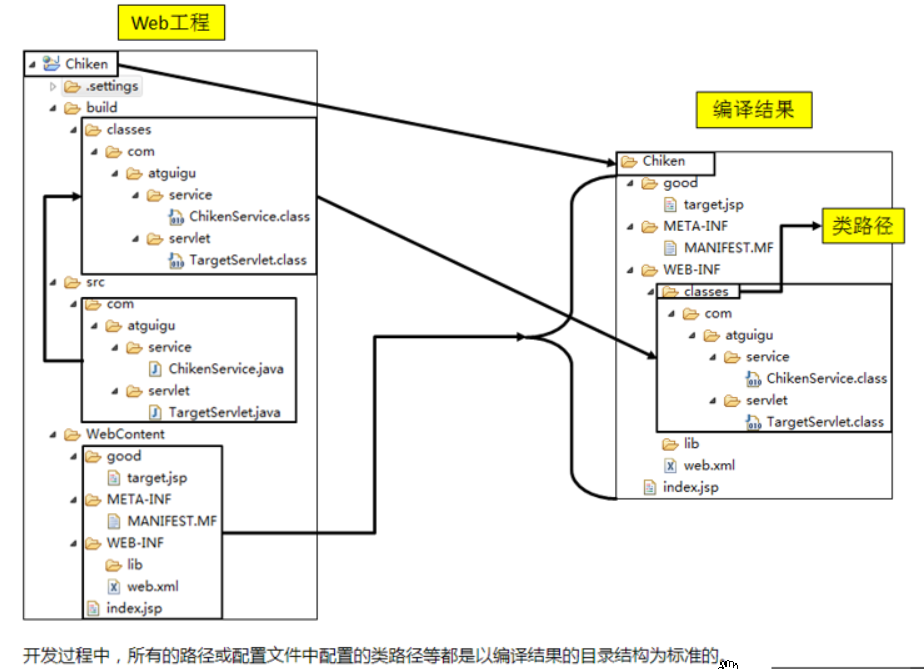 Web工程
Chiken
.settings
build
classes
com
atguigu
service
ChikenService.class
servlet
TargetServlet.class
src
com
atguigu
service
ChikenService.java
servlet
TargetServlet.java
WebContent
good
target.jsp
META-INF
MANIFEST.MF
WEB-INF
lib
web.xml
index.jsp
编译结果
Chiken
good
target.jsp
META-INF
MANIFEST.MF
WEB-INF
classes
类路径
com
atguigu
service
ChikenService.class
servlet
TargetServlet.class
lib
web.xml
index.jsp
开发过程中，所有的路径或配置文件中配置的类路径等都是以编译结果的目录结构为标准的。